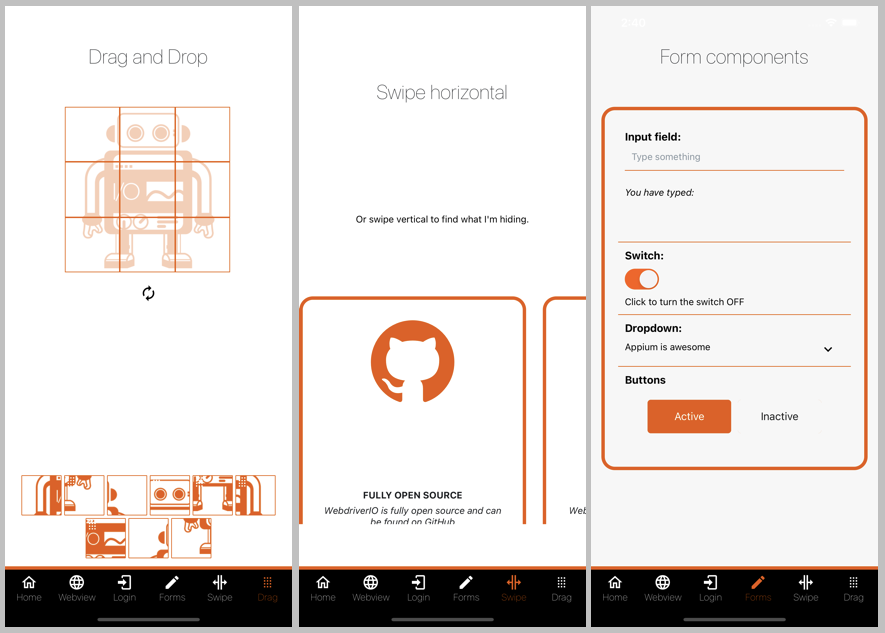 Drag and Drop
Home Webview Login Forms Swipe Drag
Swipe horizontal
Or swipe vertical to find what I'm hiding.
FULLY OPEN SOURCE
WebdriverIO is fully open source and can
be found on GitHub
Home Webview Login Forms Swipe Drag
2:40
Form components
Input field:
Type something
You have typed:
Switch:
Click to turn the switch OFF
Dropdown:
Appium is awesome
Buttons
Active Inactive
Home Webview Login Forms Swipe Drag